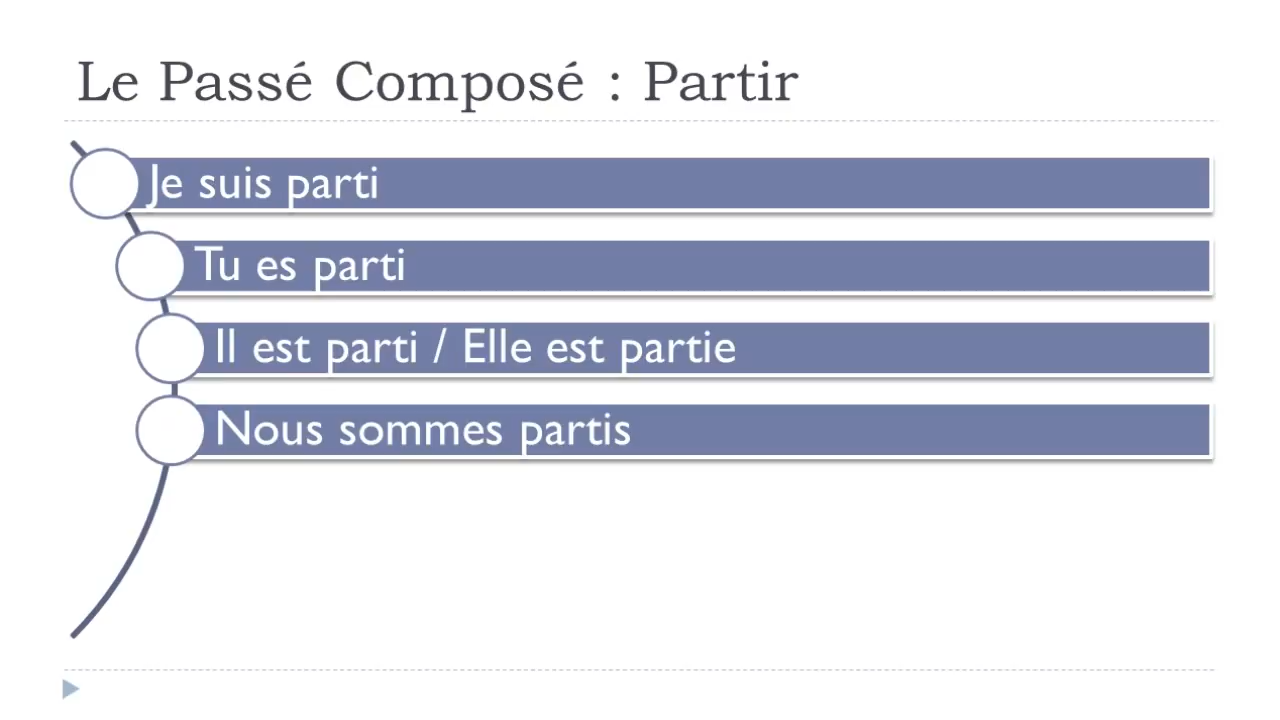 Le Passé Composé : Partir
Je suis parti
Tu es parti
Il est parti / Elle est partie
Nous sommes partis